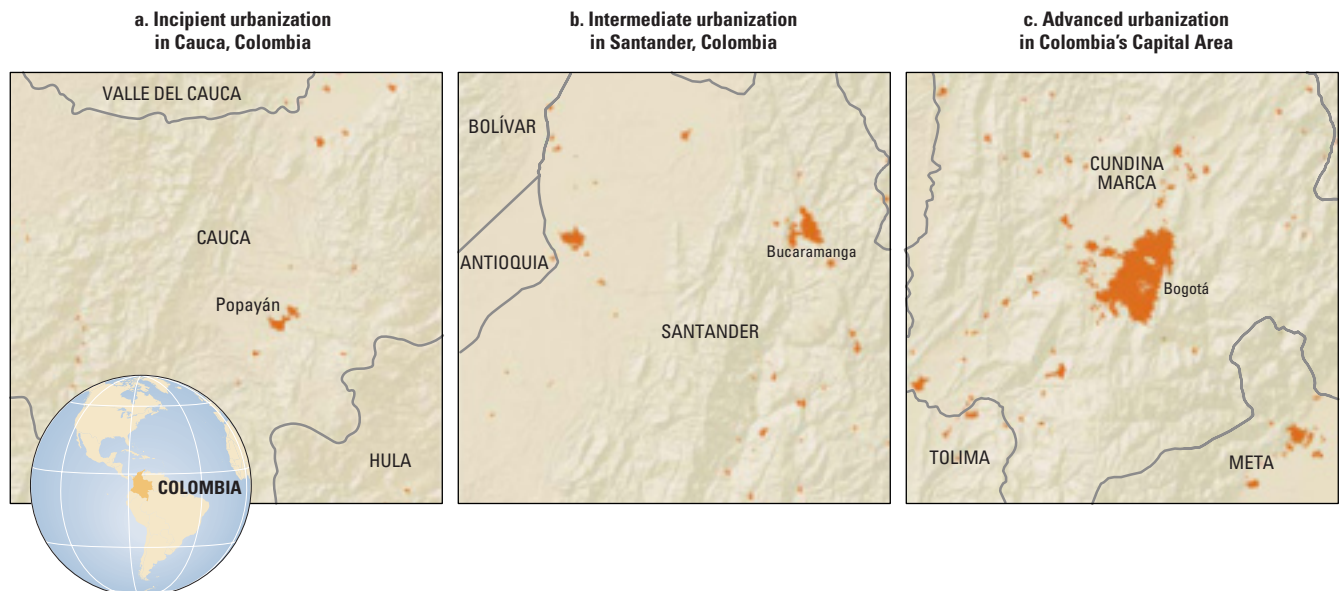 a. Incipient urbanization
in Cauca, Colombia
VALLE DEL CAUCA
CAUCA
Popayán
HULA
COLOMBIA
b. Intermediate urbanization
in Santander, Colombia
BOLÍVAR
ANTIOQUIA
Bucaramanga
SANTANDER
c. Advanced urbanization
in Colombia's Capital Area
CUNDINA
MARCA
Bogotá
TOLIMA
META